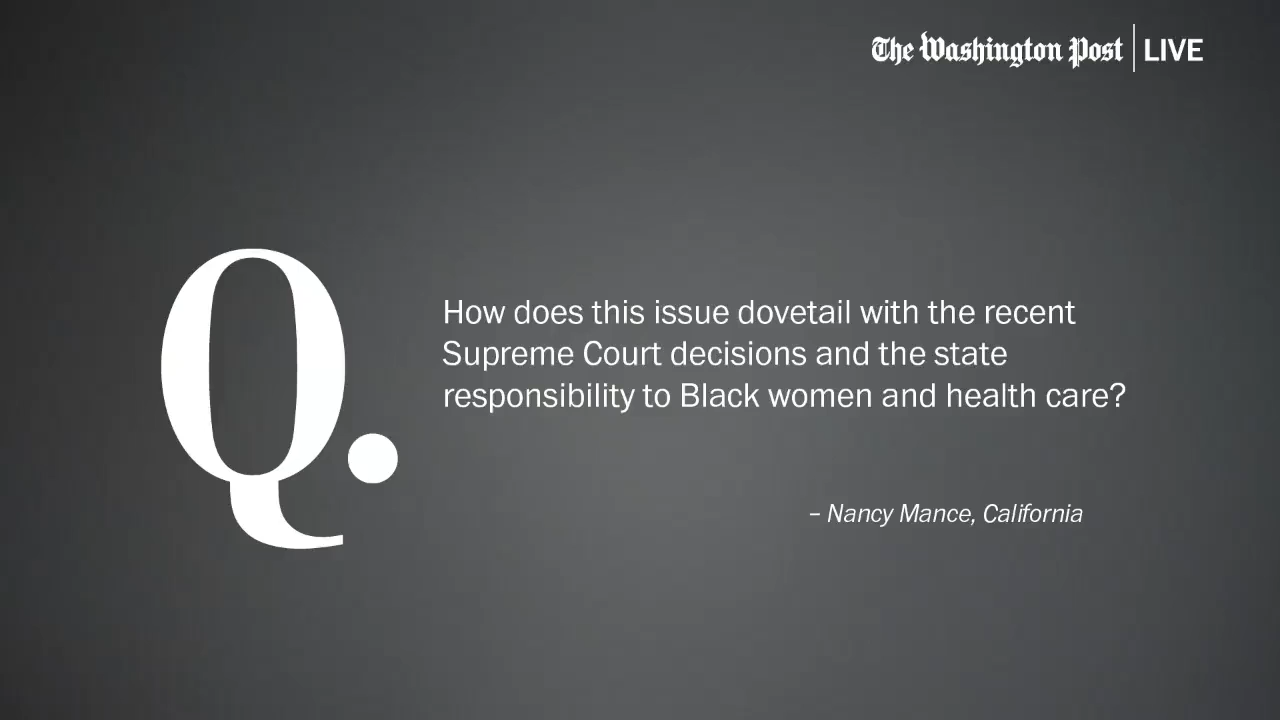 The Washington Post | LIVE
Q.
How does this issue dovetail with the recent
Supreme Court decisions and the state
responsibility to Black women and health care?
– Nancy Mance, California